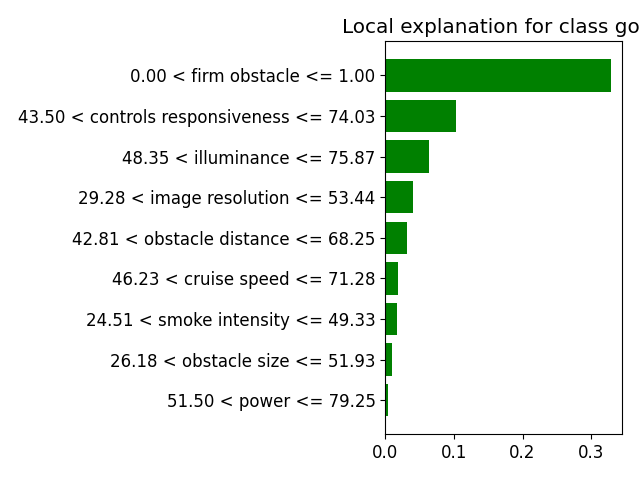 Local explanation for class go
0.00 < firm obstacle <= 1.00
43.50 < controls responsiveness <= 74.03
48.35 < illuminance <= 75.87
29.28 < image resolution <= 53.44
42.81 < obstacle distance <= 68.25
46.23 < cruise speed <= 71.28
24.51 < smoke intensity <= 49.33
26.18 < obstacle size <= 51.93
51.50 < power <= 79.25
0.0 0.1 0.2 0.3